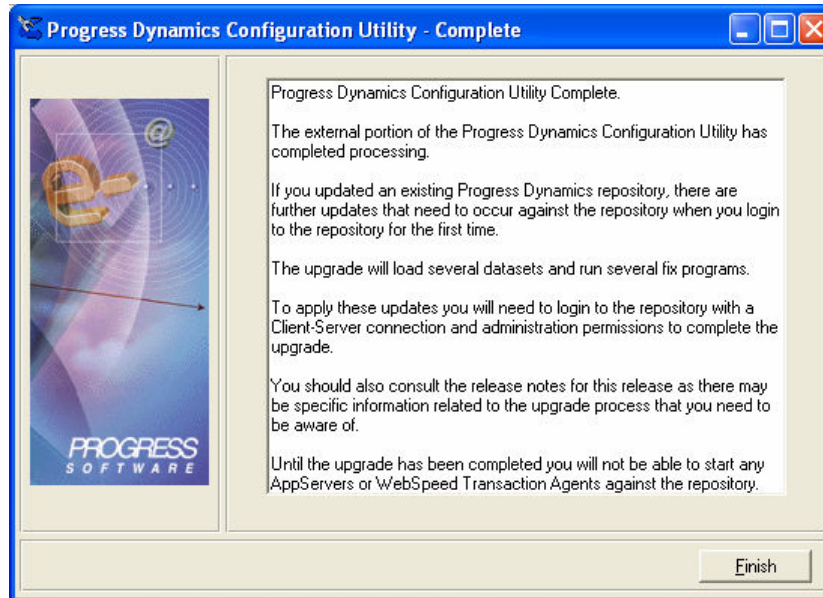 Progress Dynamics Configuration Utility - Complete
Progress Dynamics Configuration Utility Complete.
The external portion of the Progress Dynamics Configuration Utility has
completed processing.
If you updated an existing Progress Dynamics repository, there are
further updates that need to occur against the repository when you login
to the repository for the first time.
The upgrade will load several datasets and run several fix programs.
To apply these updates you will need to login to the repository with a
Client-Server connection and administration permissions to complete the
upgrade.
You should also consult the release notes for this release as there may
be specific information related to the upgrade process that you need to
be aware of.
Until the upgrade has been completed you will not be able to start any
AppServers or WebSpeed Transaction Agents against the repository.
@
e-
PROGRESS
SOFTWARE
Finish